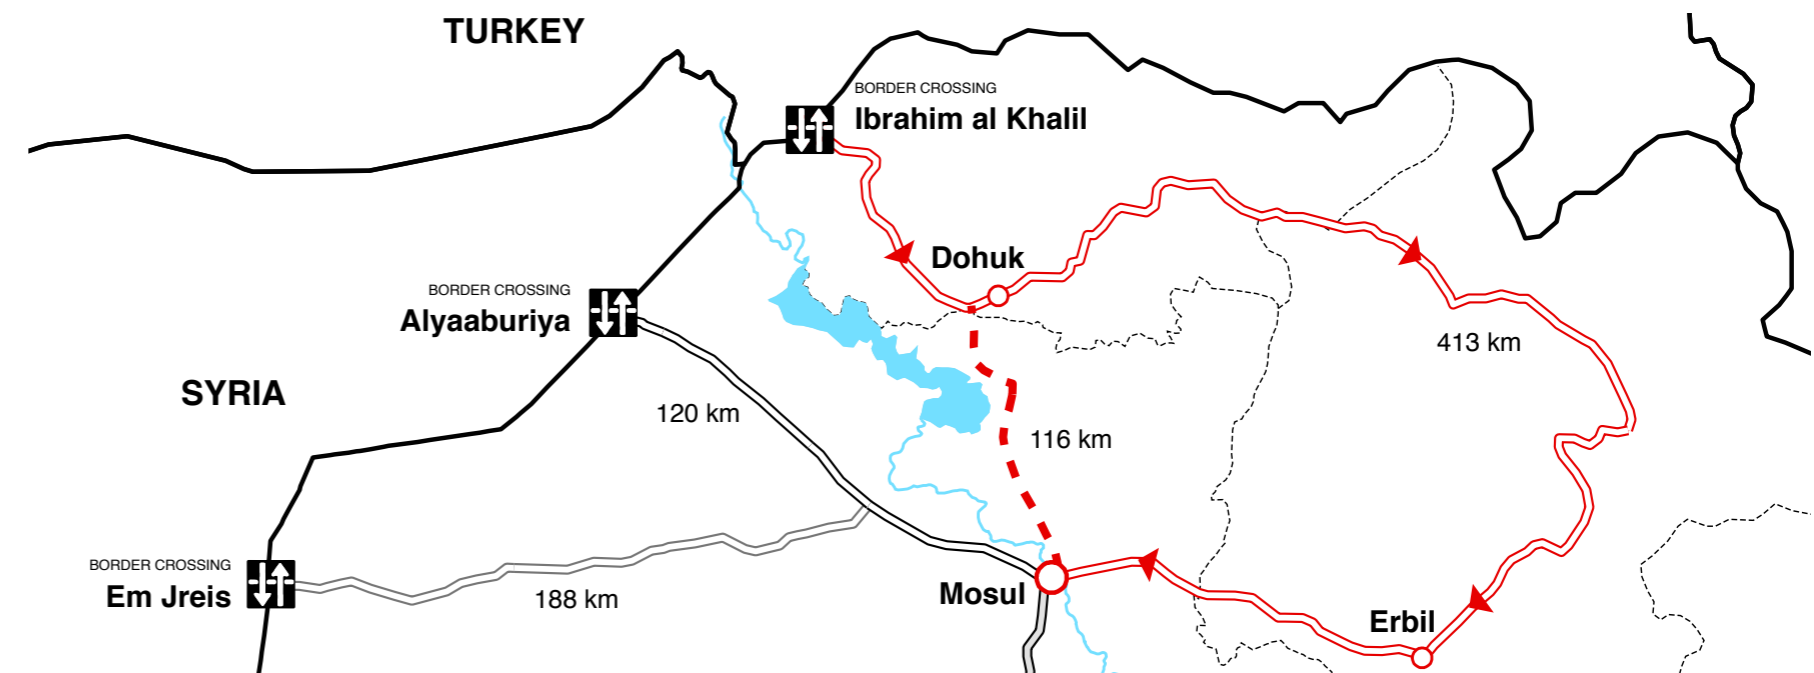 TURKEY
BORDER CROSSING
Ibrahim al Khalil
Dohuk
BORDER CROSSING
Alyaaburiya
413 km
SYRIA
120 km
116 km
BORDER CROSSING
Em Jreis
188 km
Mosul
Erbil